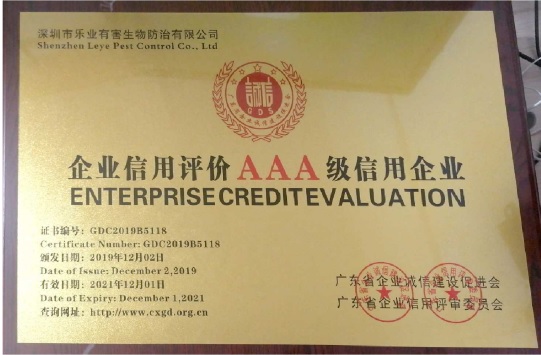 深圳市乐业有害生物防治有限公司
Shenzhen Leye Pest Control Co., Ltd
诚信
GDS
企业信用评价AAA级信用企业
ENTERPRISECREDITEVALUATION
证书编号: GDC2019B5118
Certificate Number: GDC2019B5118
颁发日期: 2019年12月02日
Date of Issue: December 2,2019
有效日期: 2021年12月01日
Date of Expiry: December 1,2021
查询网址: http://www.cxgd.org.cn
广东省企业诚信建设促进会
广东省企业信用评审委员会